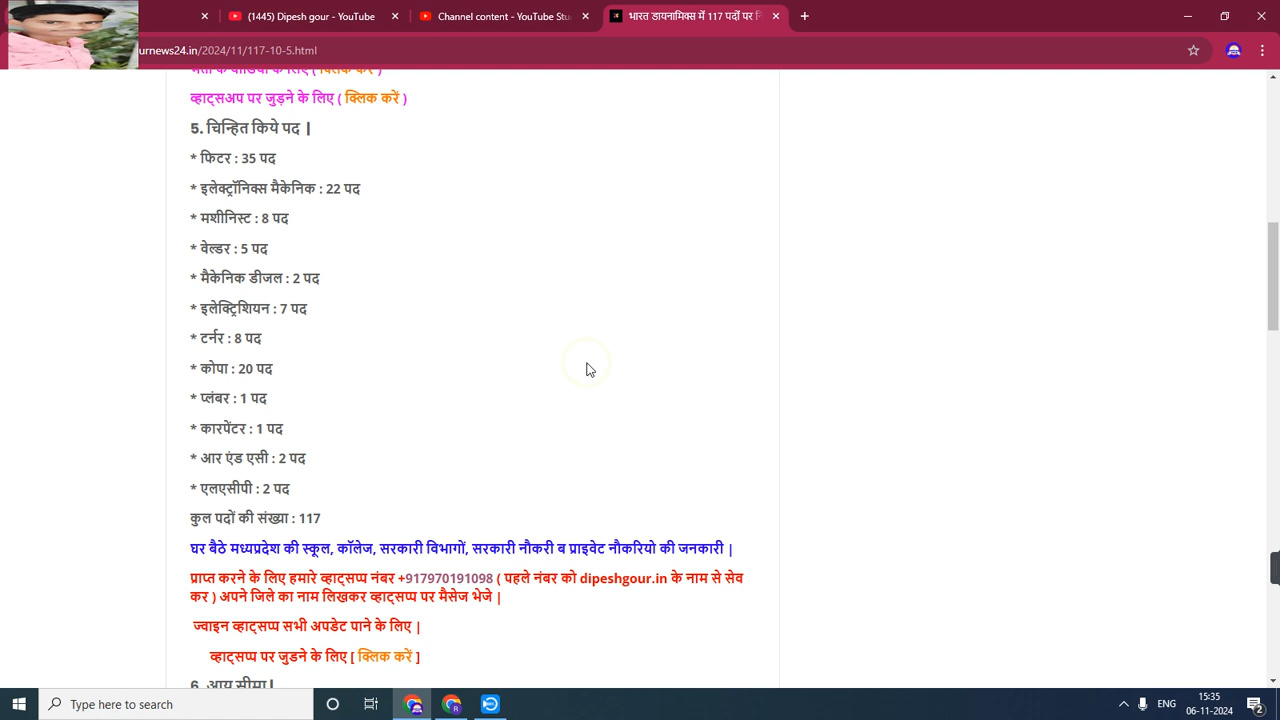 (1445) Dipesh gour - YouTube
Channel content - YouTube Stu
भारत डायनामिक्स में 117 पदों पर
urnews24.in/2024/11/117-10-5.html
व्हाट्सअप पर जुड़ने के लिए ( क्लिक करें )
5. चिन्हित किये पद |
* फिटर : 35 पद
* इलेक्ट्रॉनिक्स मैकेनिक : 22 पद
* मशीनिस्ट : 8 पद
* वेल्डर : 5 पद
* मैकेनिक डीजल : 2 पद
* इलेक्ट्रिशियन : 7 पद
* टर्नर : 8 पद
* कोपा : 20 पद
* प्लंबर : 1 पद
* कारपेंटर : 1 पद
* आर एंड एसी : 2 पद
* एलएसीपी : 2 पद
कुल पदों की संख्या : 117
घर बैठे मध्यप्रदेश की स्कूल, कॉलेज, सरकारी विभागों, सरकारी नौकरी ब प्राइवेट नौकरियो की जनकारी |
प्राप्त करने के लिए हमारे व्हाट्सप्प नंबर +917970191098 ( पहले नंबर को dipeshgour.in के नाम से सेव
कर ) अपने जिले का नाम लिखकर व्हाट्सप्प पर मैसेज भेजे |
ज्वाइन व्हाट्सप्प सभी अपडेट पाने के लिए |
व्हाट्सप्प पर जुडने के लिए [ क्लिक करें ]
6. आयु सीमा |
Type here to search
ENG
15:35
06-11-2024
2